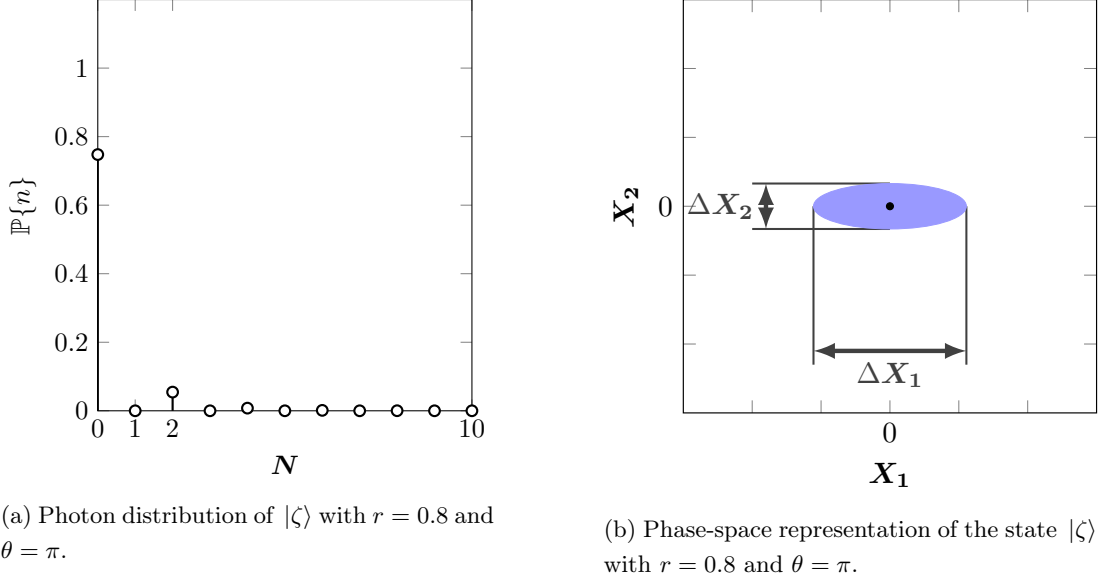 1
0.8
0.6
0.4
0.2
0
0 1 2 10
ℙ{n}
N
(a) Photon distribution of |ζ⟩ with r = 0.8 and
θ = π.
X₂
0
ΔX₂
ΔX₁
0
X₁
(b) Phase-space representation of the state |ζ⟩
with r = 0.8 and θ = π.